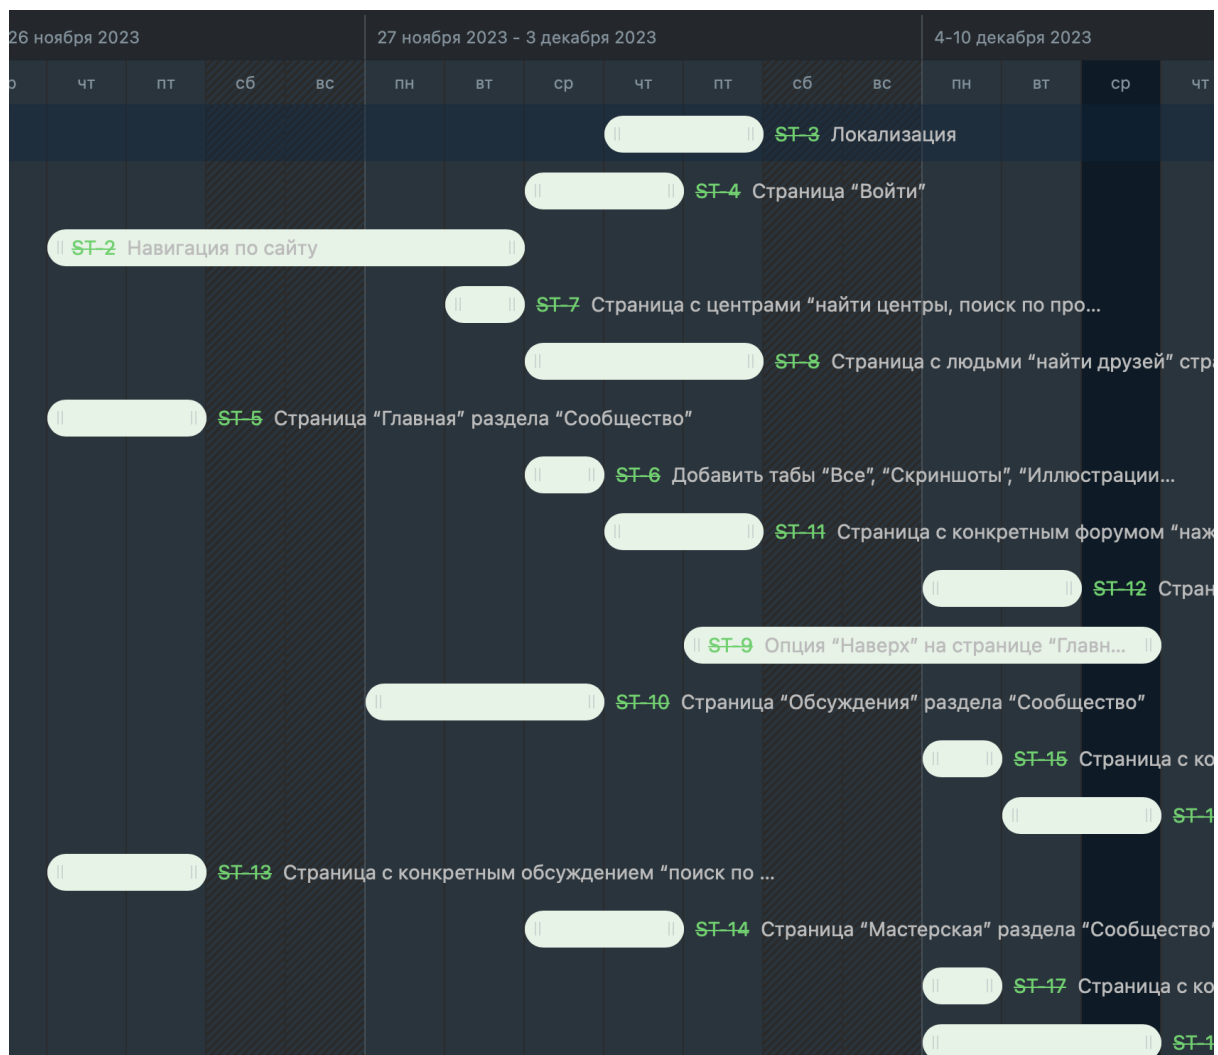 26 ноября 2023 27 ноября 2023 - 3 декабря 2023 4-10 декабря 2023
чт пт сб вс пн вт ср чт пт сб вс пн вт ср чт
ST-3 Локализация
ST-4 Страница “Войти”
ST-2 Навигация по сайту
ST-7 Страница с центрами “найти центры, поиск по про...
ST-8 Страница с людьми “найти друзей” стра
ST-5 Страница “Главная” раздела “Сообщество”
ST-6 Добавить табы “Все”, “Скриншоты”, “Иллюстрации...
ST-11 Страница с конкретным форумом “наж
ST-12 Стран
ST-9 Опция “Наверх” на странице “Главн...
ST-10 Страница “Обсуждения” раздела “Сообщество”
ST-15 Страница с ко
ST-1
ST-13 Страница с конкретным обсуждением “поиск по ...
ST-14 Страница “Мастерская” раздела “Сообщество”
ST-17 Страница с ко
ST-1